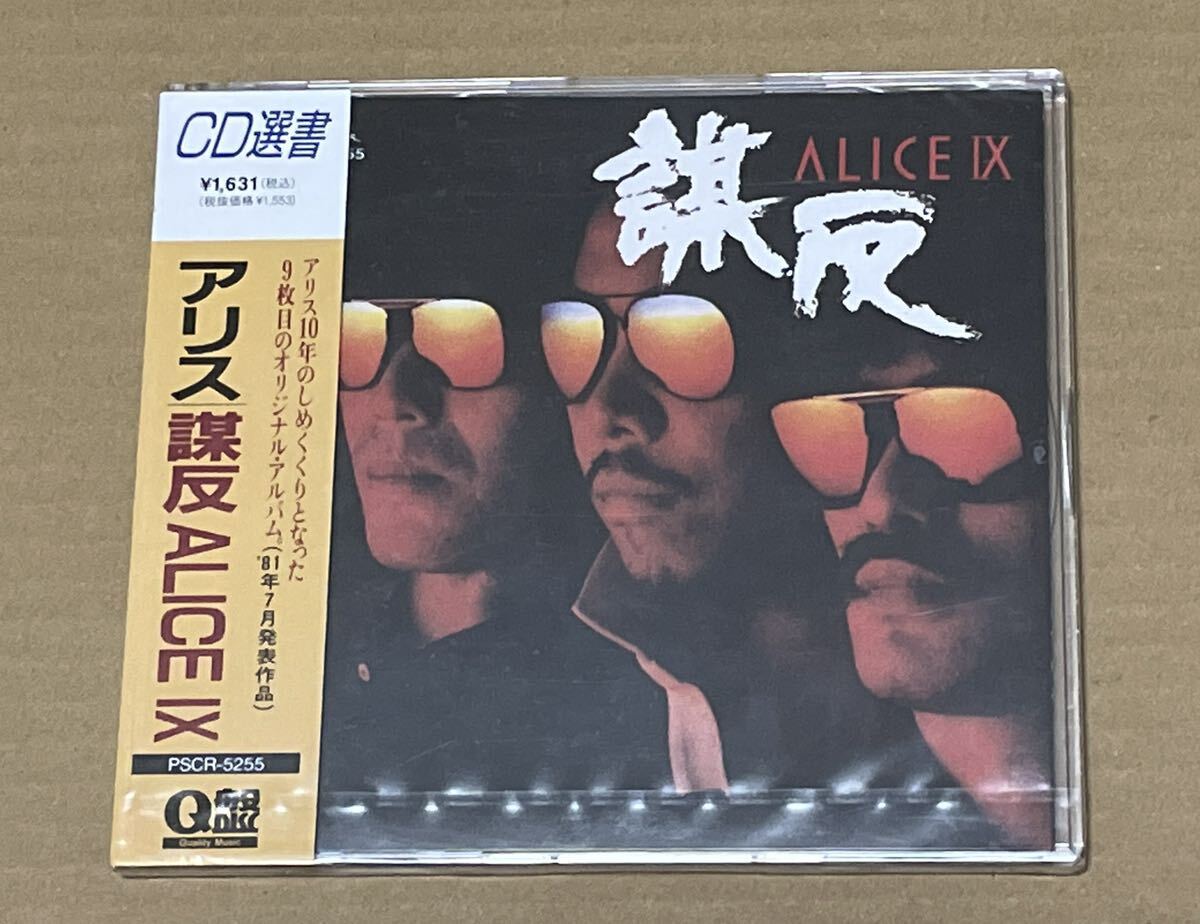 CD選書
¥1,631(税込)
(税抜価格¥1,553)
アリス
謀反 ALICE IX
アリス10年のしめくくりとなった
9枚目のオリジナル・アルバム。('81年7月発表作品)
PSCR-5255
Q盤
DISC
Quality Music
55
謀反
ALICE IX